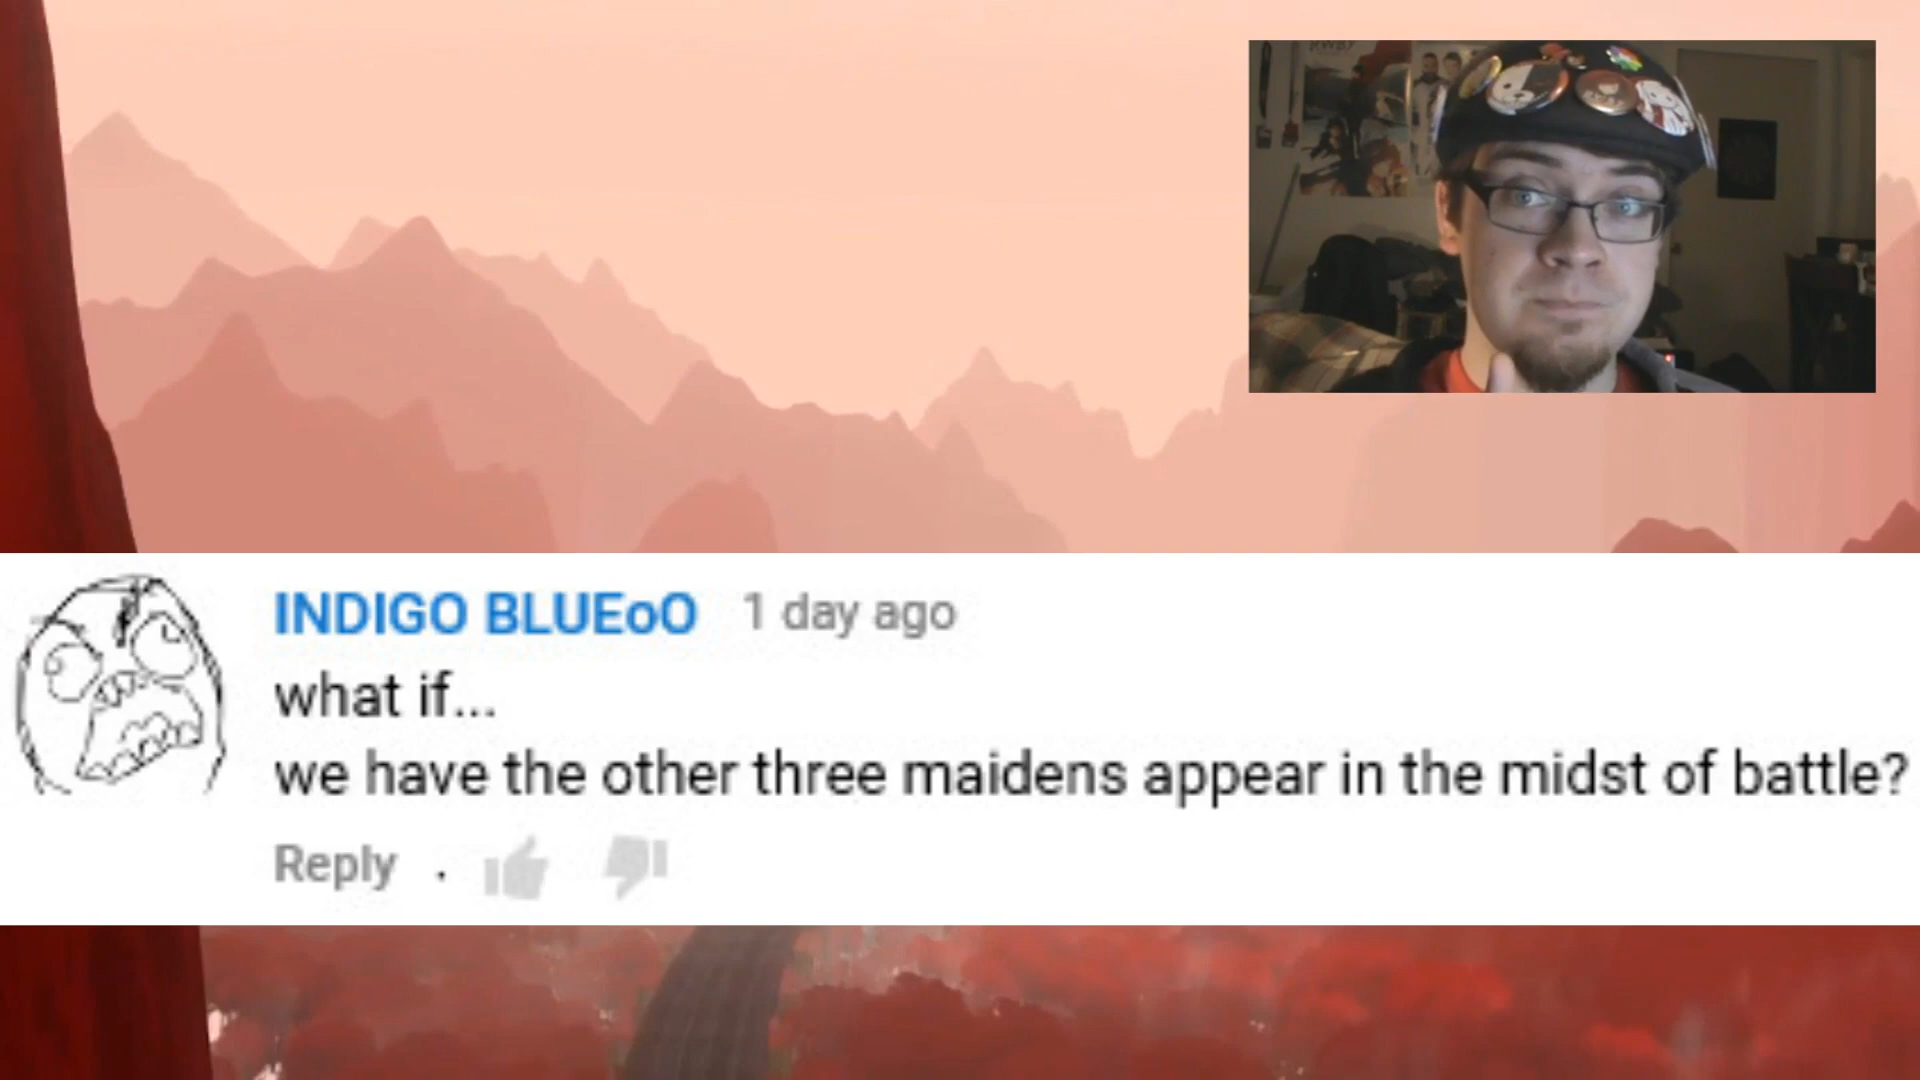 RWBY
INDIGO BLUEoO 1 day ago
what if...
we have the other three maidens appear in the midst of battle?
Reply .